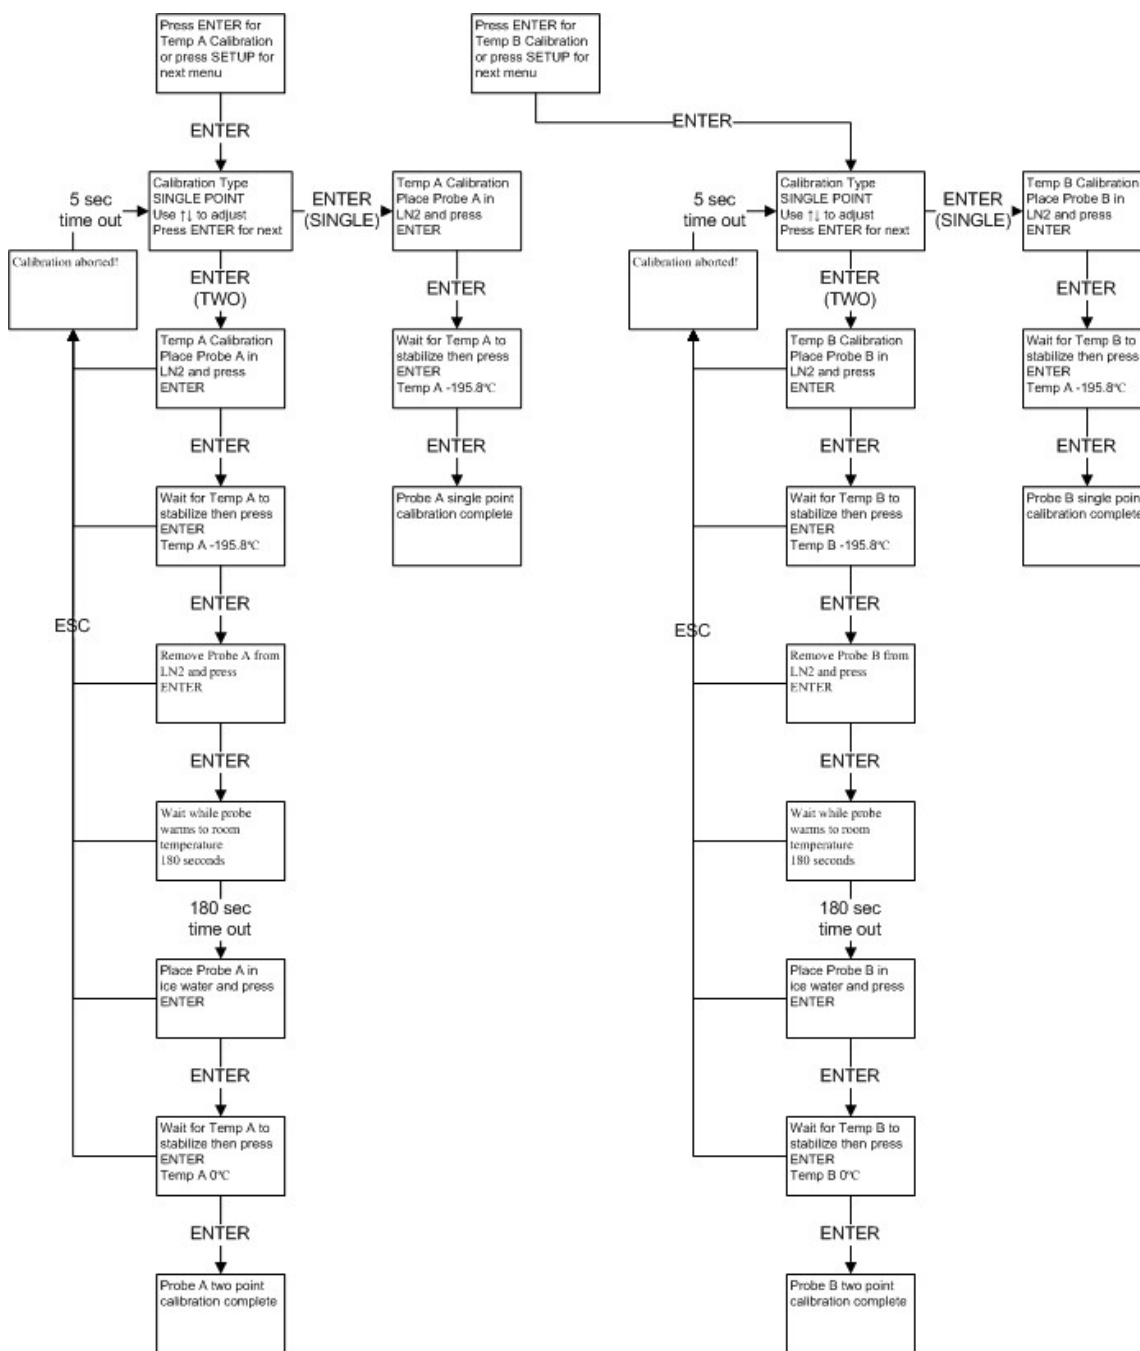 Press ENTER for
Temp A Calibration
or press SETUP for
next menu
ENTER
5 sec
time out
Calibration Type
SINGLE POINT
Use ↑↓ to adjust
Press ENTER for next
ENTER
(SINGLE)
Temp A Calibration
Place Probe A in
LN2 and press
ENTER
Calibration aborted!
ENTER
(TWO)
ENTER
Temp A Calibration
Place Probe A in
LN2 and press
ENTER
Wait for Temp A to
stabilize then press
ENTER
Temp A -195.8°C
ENTER
ENTER
Wait for Temp A to
stabilize then press
ENTER
Temp A -195.8°C
Probe A single point
calibration complete
ENTER
ESC
Remove Probe A from
LN2 and press
ENTER
ENTER
Wait while probe
warms to room
temperature
180 seconds
180 sec
time out
Place Probe A in
ice water and press
ENTER
ENTER
Wait for Temp A to
stabilize then press
ENTER
Temp A 0°C
ENTER
Probe A two point
calibration complete
Press ENTER for
Temp B Calibration
or press SETUP for
next menu
ENTER
5 sec
time out
Calibration Type
SINGLE POINT
Use ↑↓ to adjust
Press ENTER for next
ENTER
(SINGLE)
Temp B Calibration
Place Probe B in
LN2 and press
ENTER
Calibration aborted!
ENTER
(TWO)
ENTER
Temp B Calibration
Place Probe B in
LN2 and press
ENTER
Wait for Temp B to
stabilize then press
ENTER
Temp A -195.8°C
ENTER
ENTER
Wait for Temp B to
stabilize then press
ENTER
Temp B -195.8°C
Probe B single point
calibration complete
ENTER
ESC
Remove Probe B from
LN2 and press
ENTER
ENTER
Wait while probe
warms to room
temperature
180 seconds
180 sec
time out
Place Probe B in
ice water and press
ENTER
ENTER
Wait for Temp B to
stabilize then press
ENTER
Temp B 0°C
ENTER
Probe B two point
calibration complete